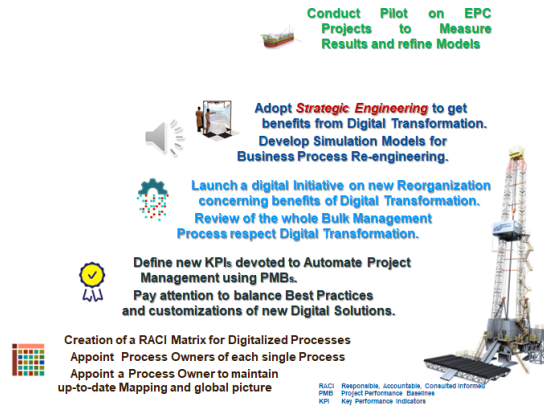 Conduct Pilot on EPC
Projects to Measure
Results and refine Models
Adopt Strategic Engineering to get
benefits from Digital Transformation.
Develop Simulation Models for
Business Process Re-engineering.
Launch a digital Initiative on new Reorganization
concerning benefits of Digital Transformation.
Review of the whole Bulk Management
Process respect Digital Transformation.
Define new KPIs devoted to Automate Project
Management using PMBs.
Pay attention to balance Best Practices
and customizations of new Digital Solutions.
Creation of a RACI Matrix for Digitalized Processes
Appoint Process Owners of each single Process
Appoint a Process Owner to maintain
up-to-date Mapping and global picture
RACI Responsible, Accountable, Consulted Informed
PMB Project Performance Baselines
KPI Key Performance Indicators